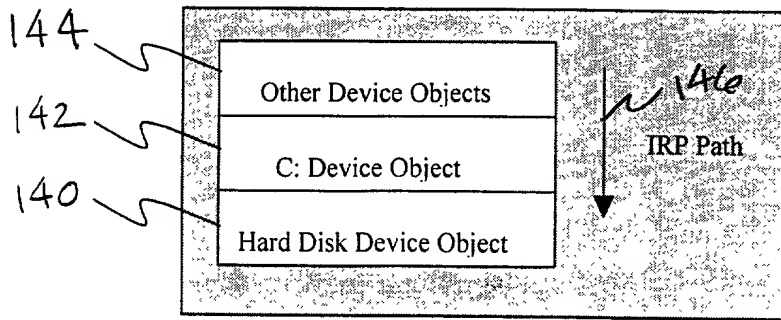 144
Other Device Objects
146
142
IRP Path
C: Device Object
140
Hard Disk Device Object